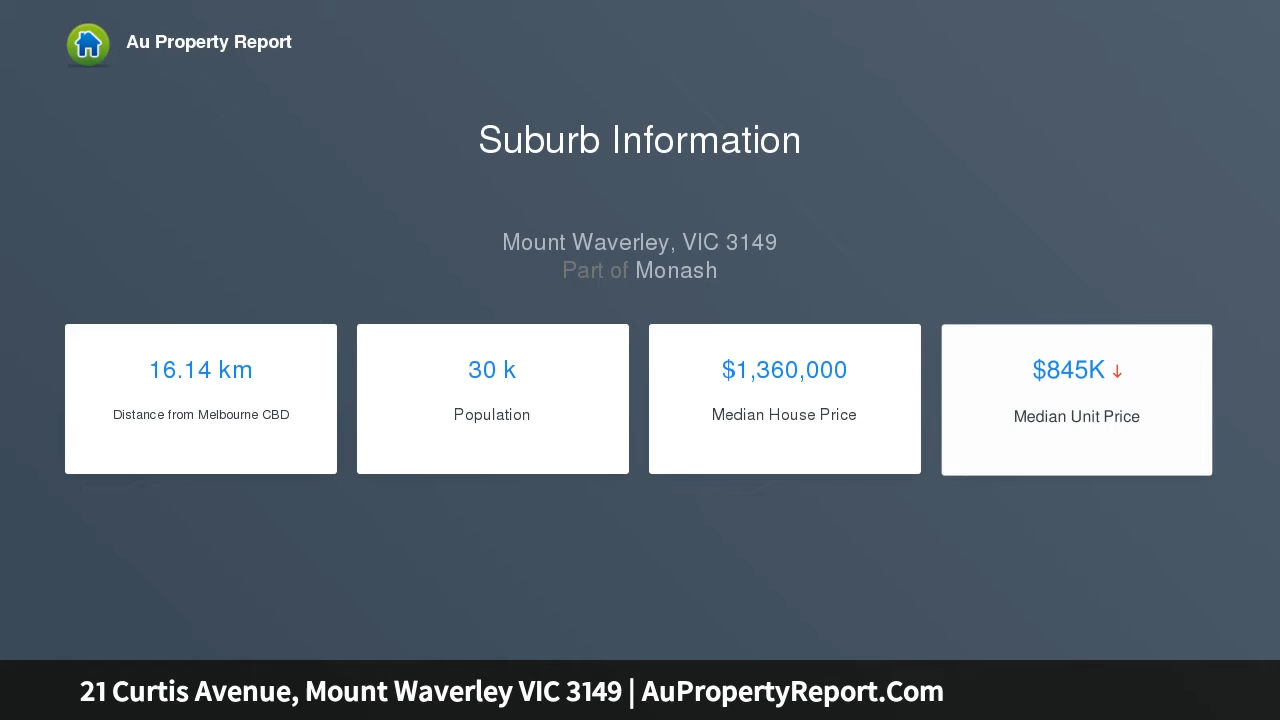 Au Property Report
Suburb Information
Mount Waverley, VIC 3149
Part of Monash
16.14 km
Distance from Melbourne CBD
30 k
Population
$1,360,000
Median House Price
$845K ↓
Median Unit Price
21 Curtis Avenue, Mount Waverley VIC 3149 | AuPropertyReport.Com